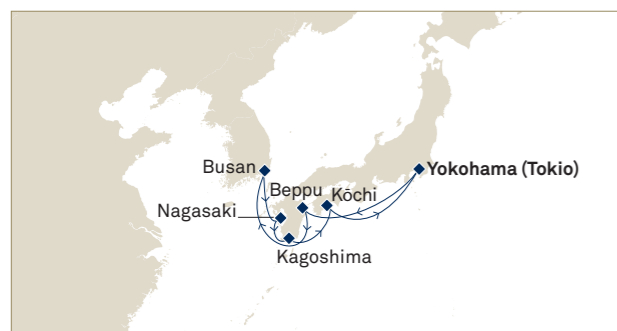 Busan
Beppu
Kōchi
Yokohama (Tokio)
Nagasaki
Kagoshima